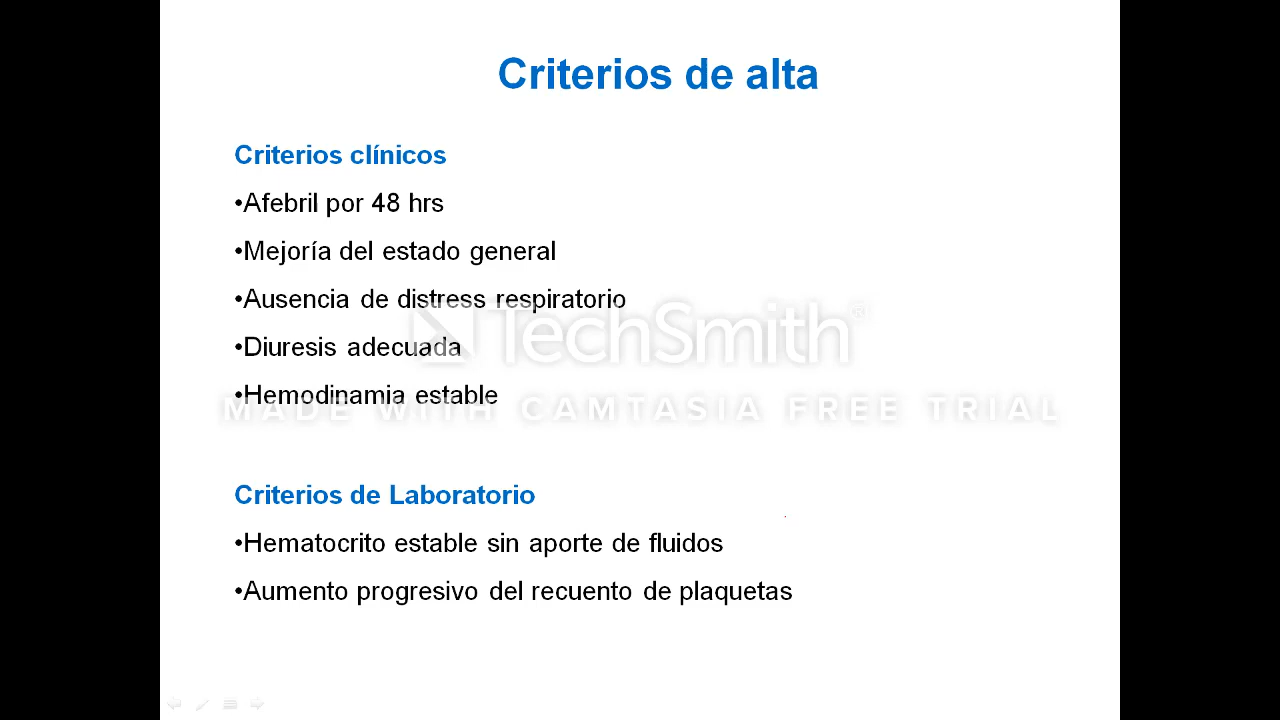 Criterios de alta
Criterios clínicos
•Afebril por 48 hrs
•Mejoría del estado general
•Ausencia de distress respiratorio
TechSmith®
•Diuresis adecuada
•Hemodinamia estable
MADE WITH CAMTASIA FREE TRIAL
Criterios de Laboratorio
•Hematocrito estable sin aporte de fluidos
•Aumento progresivo del recuento de plaquetas